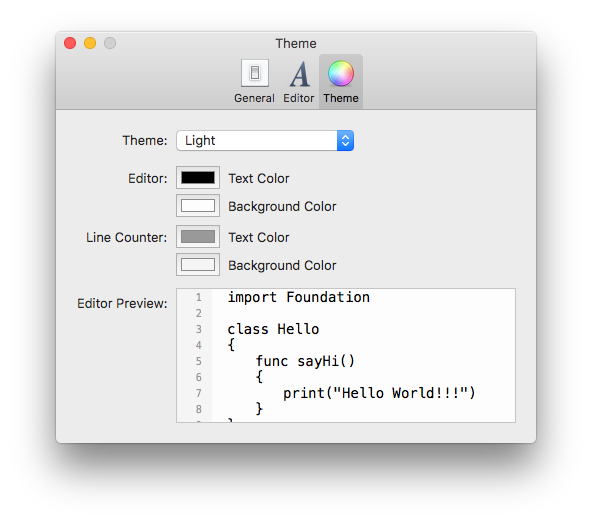 Theme
General Editor Theme
Theme: Light
Editor: Text Color
Background Color
Line Counter: Text Color
Background Color
Editor Preview:
1 import Foundation
2
3 class Hello
4 {
5 func sayHi()
6 {
7 print("Hello World!!!")
8 }